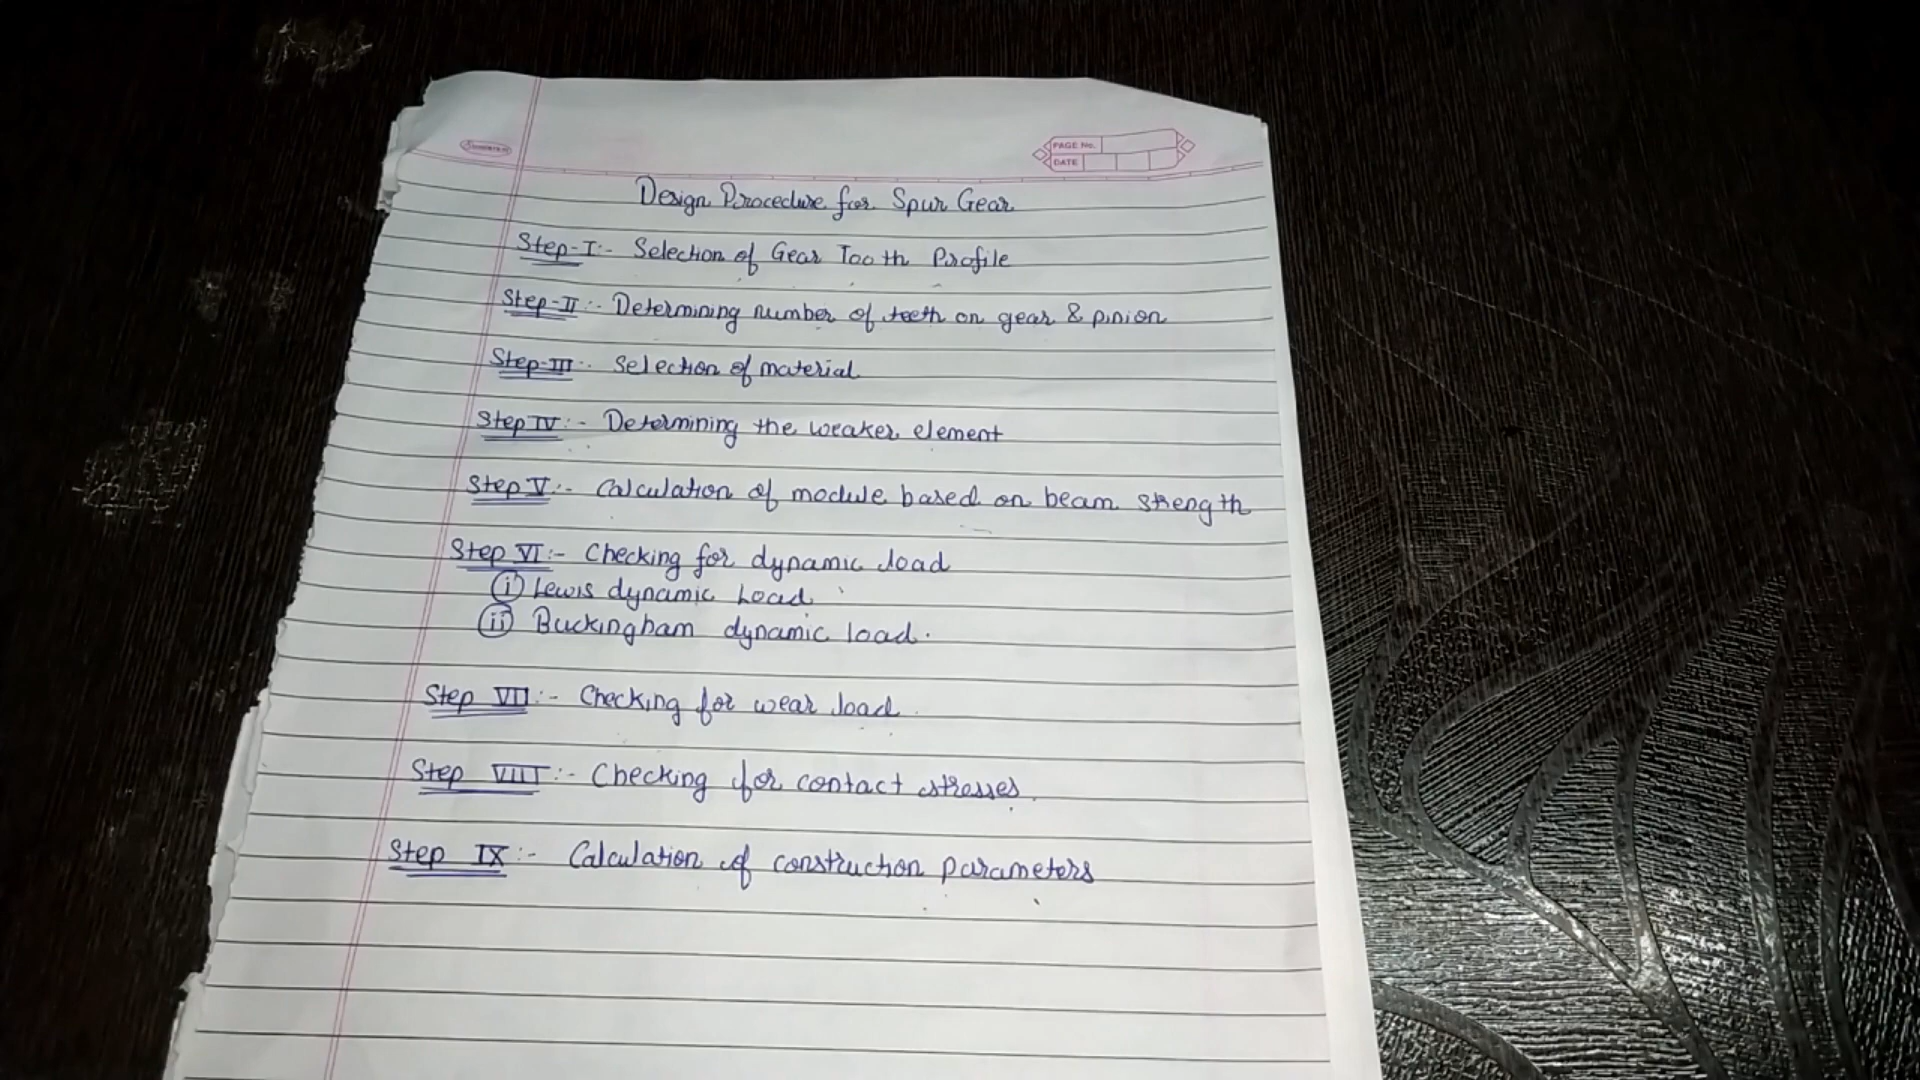 PAGE No.
DATE
Design Procedure for Spur Gear
Step-I:- Selection of Gear Tooth Profile
Step-II:- Determining number of teeth on gear & pinion
Step-III:- Selection of material
Step IV:- Determining the weaker element
Step V:- Calculation of module based on beam strength
Step VI:- Checking for dynamic load
(i) Lewis dynamic Load
(ii) Buckingham dynamic load.
Step VII:- Checking for wear load.
Step VIII:- Checking for contact stresses.
Step IX:- Calculation of construction parameters